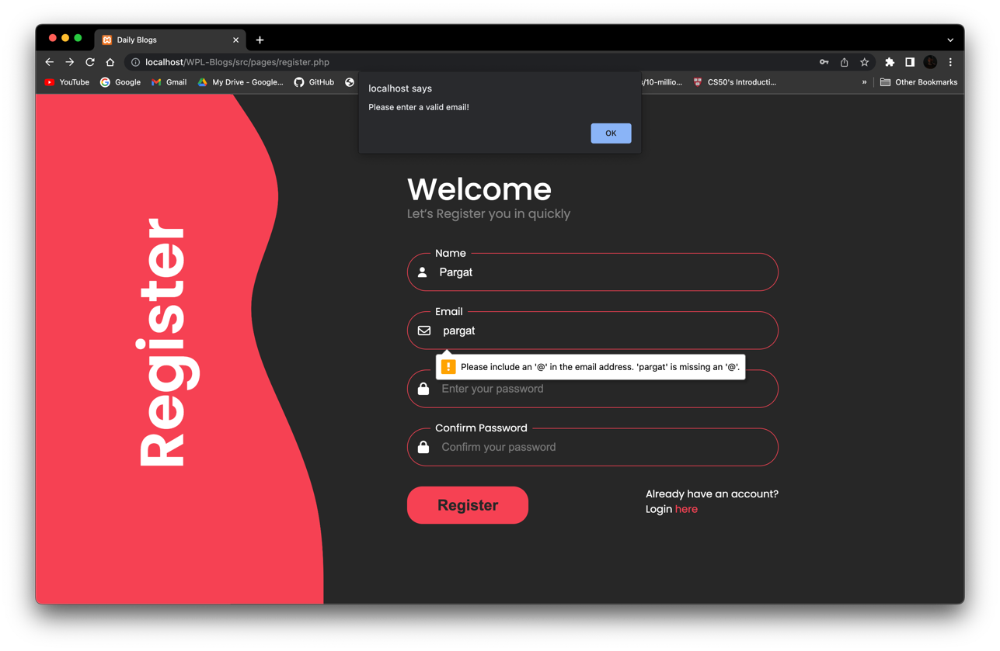 Daily Blogs
localhost/WPL-Blogs/src/pages/register.php
YouTube Google Gmail My Drive - Google... GitHub /10-millio... CS50's Introducti... » Other Bookmarks
localhost says
Please enter a valid email!
OK
Register
Welcome
Let's Register you in quickly
Name
Pargat
Email
pargat
Please include an '@' in the email address. 'pargat' is missing an '@'.
Enter your password
Confirm Password
Confirm your password
Register
Already have an account?
Login here